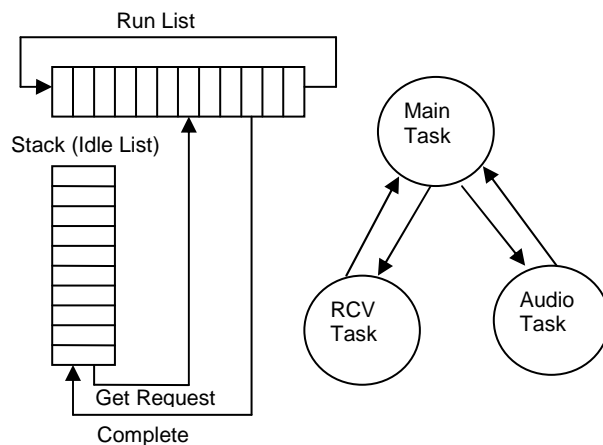 Run List
Stack (Idle List)
Get Request
Complete
Main
Task
RCV
Task
Audio
Task